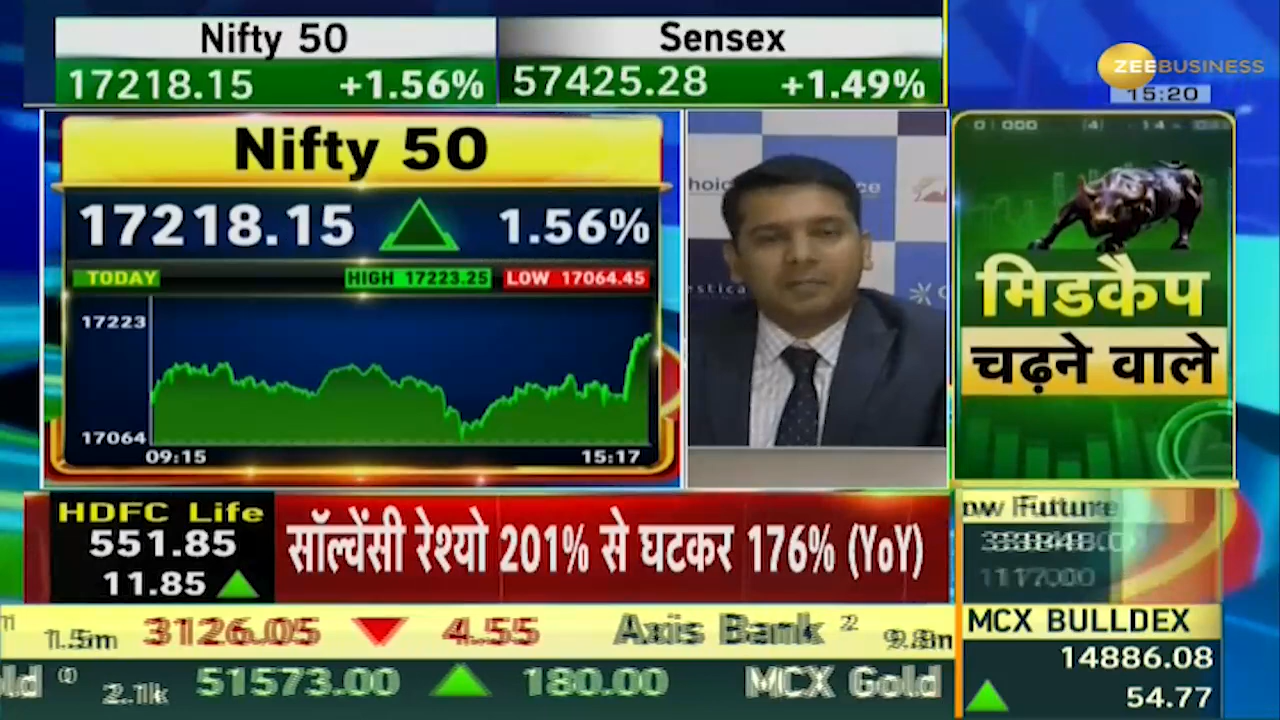 Nifty 50
17218.15 +1.56%
Sensex
57425.28 +1.49%
ZEEBUSINESS
15:20
Nifty 50
17218.15 1.56%
TODAY HIGH 17223.25 LOW 17064.45
17223
17064
09:15 15:17
मिडकैप
चढ़ने वाले
HDFC Life
551.85
11.85
सॉल्वेंसी रेश्यो 201% से घटकर 176% (YoY)
Future
MCX BULLDEX
14886.08
54.77
3126.05 4.55 Axis Bank
51573.00 180.00 MCX Gold